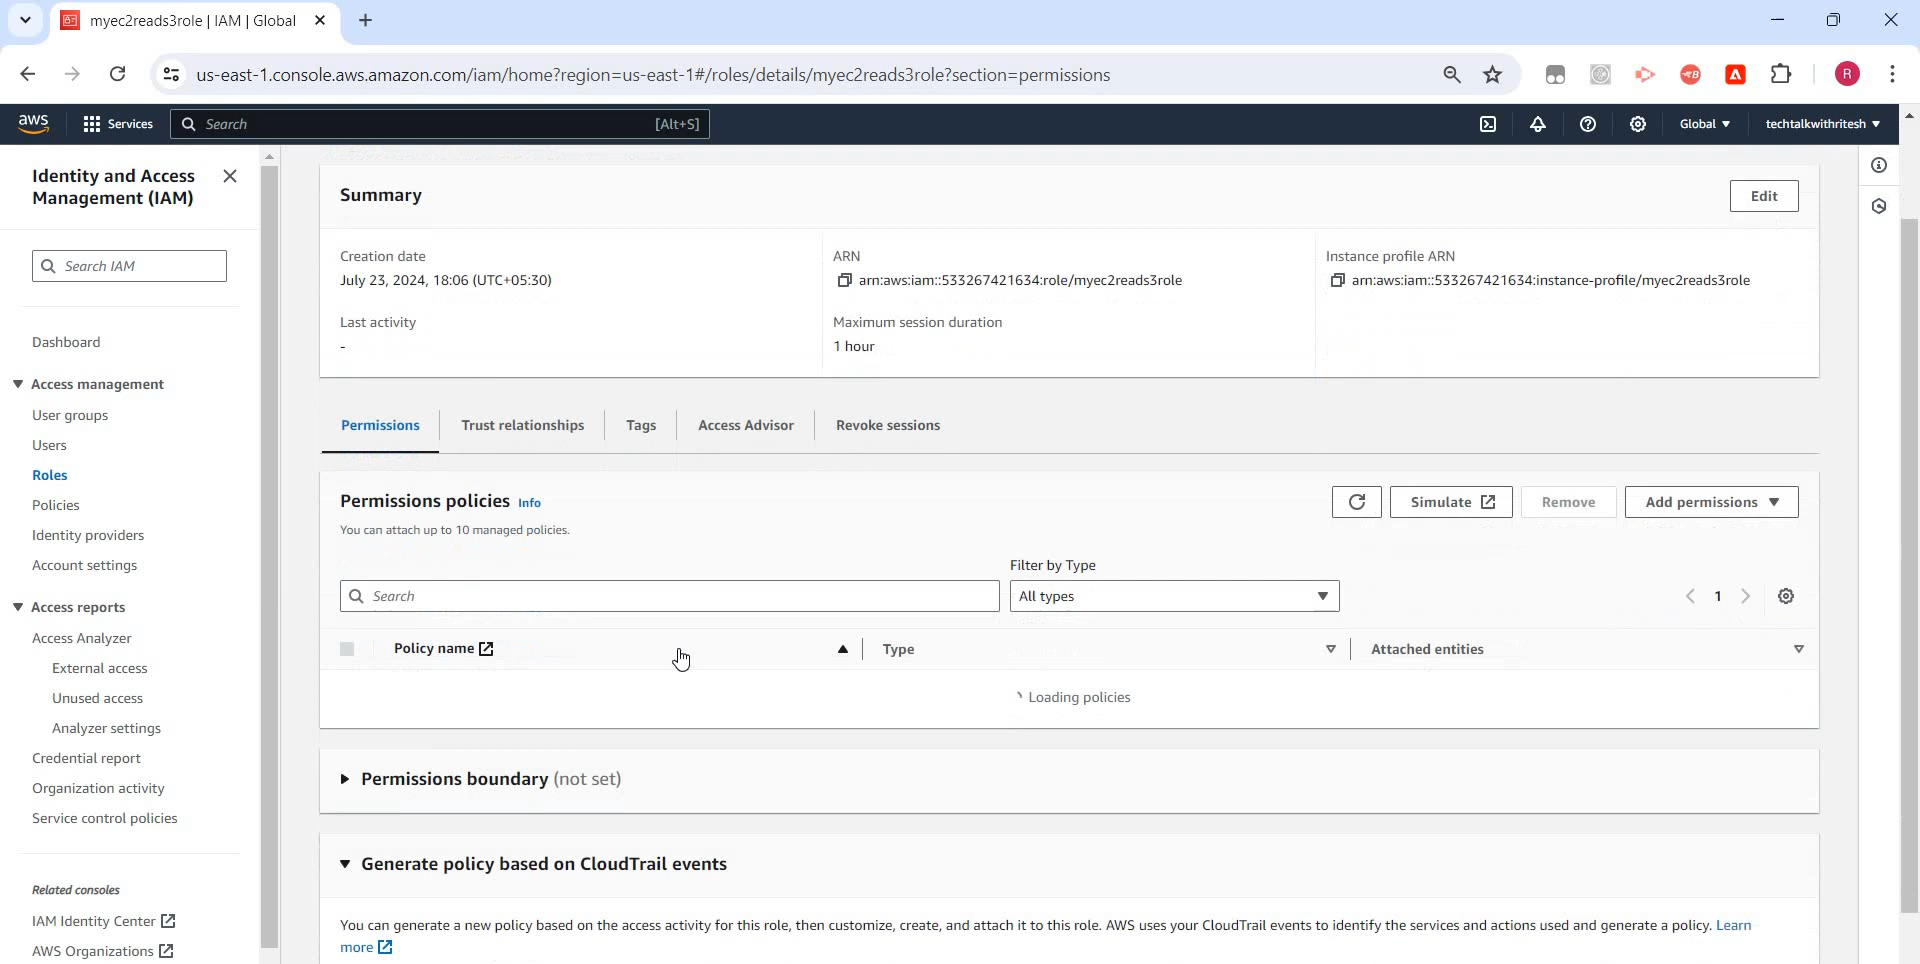 myec2reads3role | IAM | Global
us-east-1.console.aws.amazon.com/iam/home?region=us-east-1#/roles/details/myec2reads3role?section=permissions
R
aws
Services
Search
[Alt+S]
Global
techtalkwithritesh
Identity and Access
Management (IAM)
Search IAM
Dashboard
Access management
User groups
Users
Roles
Policies
Identity providers
Account settings
Access reports
Access Analyzer
External access
Unused access
Analyzer settings
Credential report
Organization activity
Service control policies
Related consoles
IAM Identity Center
AWS Organizations
Summary
Edit
Creation date
July 23, 2024, 18:06 (UTC+05:30)
ARN
arn:aws:iam::533267421634:role/myec2reads3role
Instance profile ARN
arn:aws:iam::533267421634:instance-profile/myec2reads3role
Last activity
-
Maximum session duration
1 hour
Permissions
Trust relationships
Tags
Access Advisor
Revoke sessions
Permissions policies Info
You can attach up to 10 managed policies.
Simulate
Remove
Add permissions
Filter by Type
Search
All types
1
Policy name
Type
Attached entities
Loading policies
Permissions boundary (not set)
Generate policy based on CloudTrail events
You can generate a new policy based on the access activity for this role, then customize, create, and attach it to this role. AWS uses your CloudTrail events to identify the services and actions used and generate a policy. Learn
more